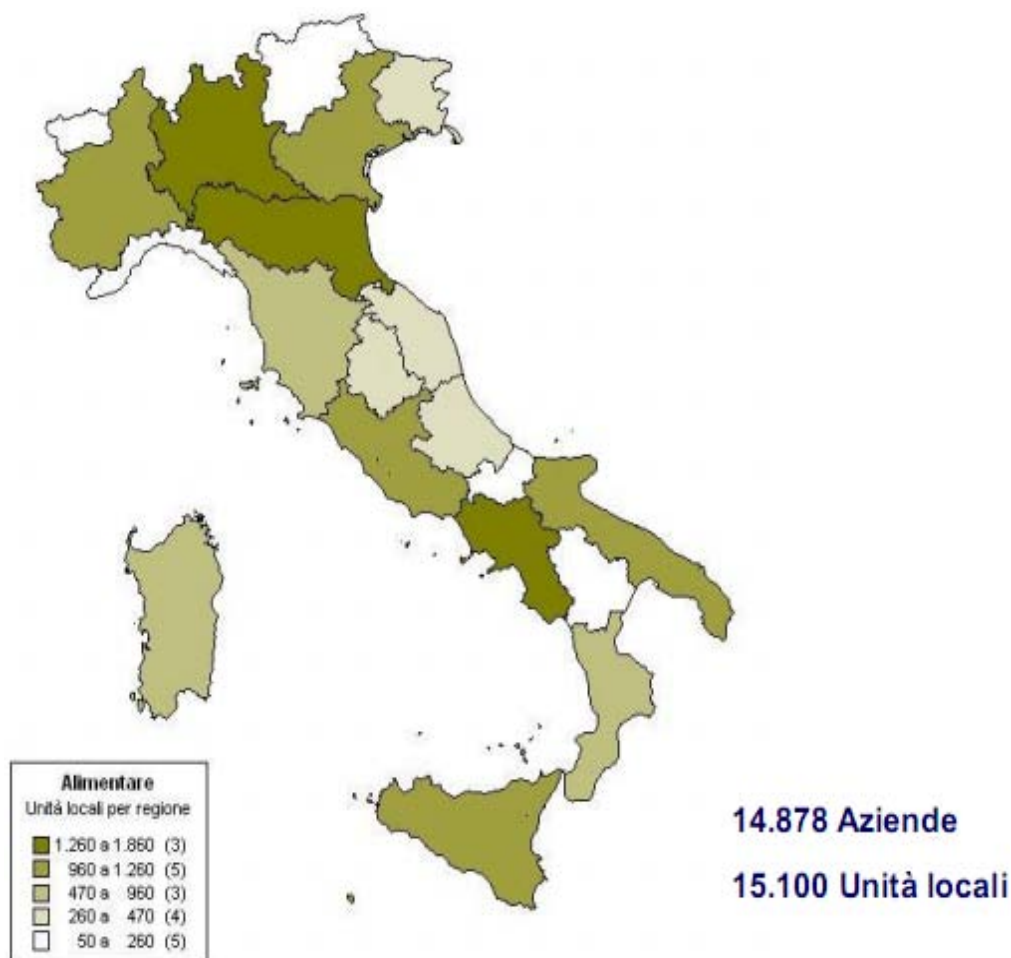 Alimentare
Unità locali per regione
1.260 a 1.860 (3)
960 a 1.260 (5)
470 a 960 (3)
260 a 470 (4)
50 a 260 (5)
14.878 Aziende
15.100 Unità locali